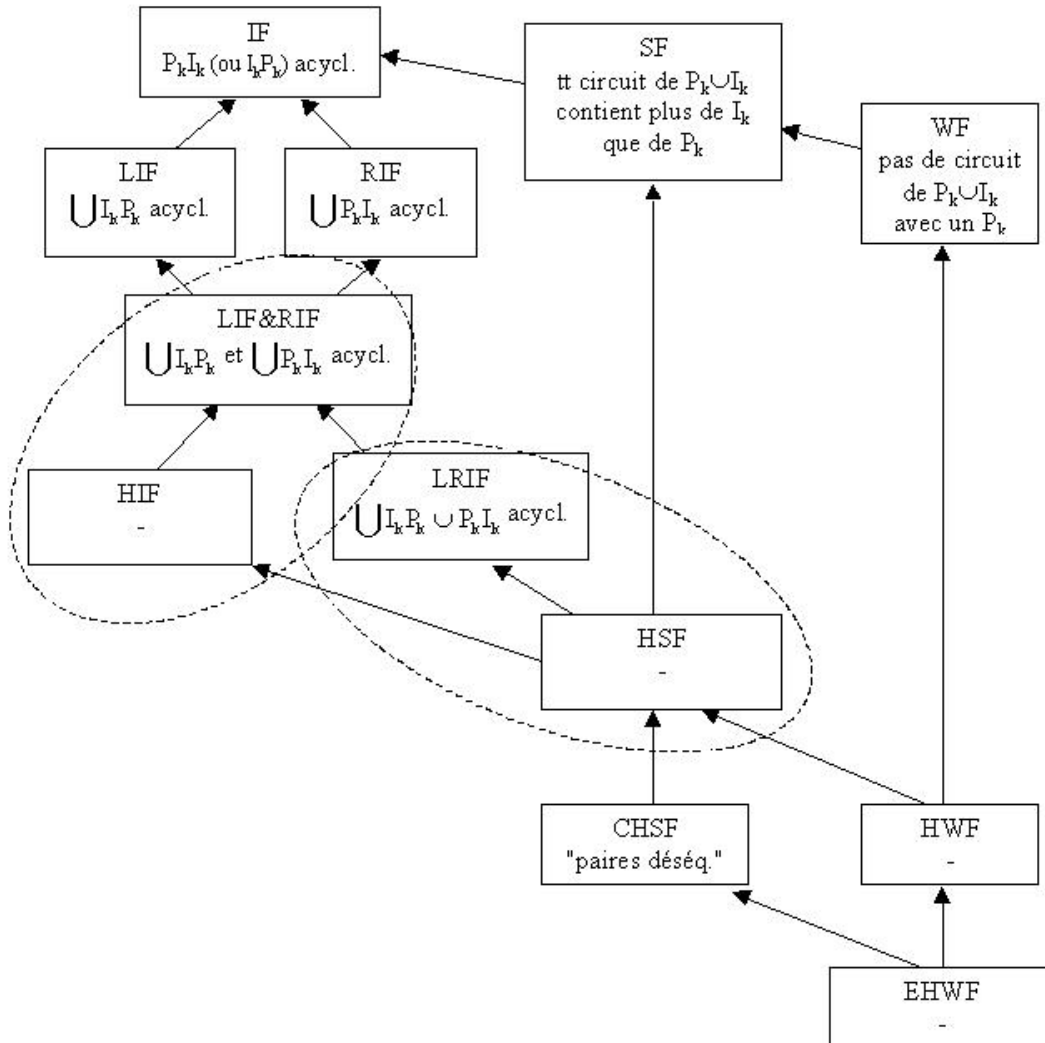 IF
PₖIₖ (ou IₖPₖ) acycl.
SF
tt circuit de Pₖ∪Iₖ
contient plus de Iₖ
que de Pₖ
WF
pas de circuit
de Pₖ∪Iₖ
avec un Pₖ
LIF
⋃IₖPₖ acycl.
RIF
⋃PₖIₖ acycl.
LIF&RIF
⋃IₖPₖ et ⋃PₖIₖ acycl.
HIF
-
LRIF
⋃IₖPₖ ∪ PₖIₖ acycl.
HSF
-
CHSF
"paires déséq."
HWF
-
EHWF
-